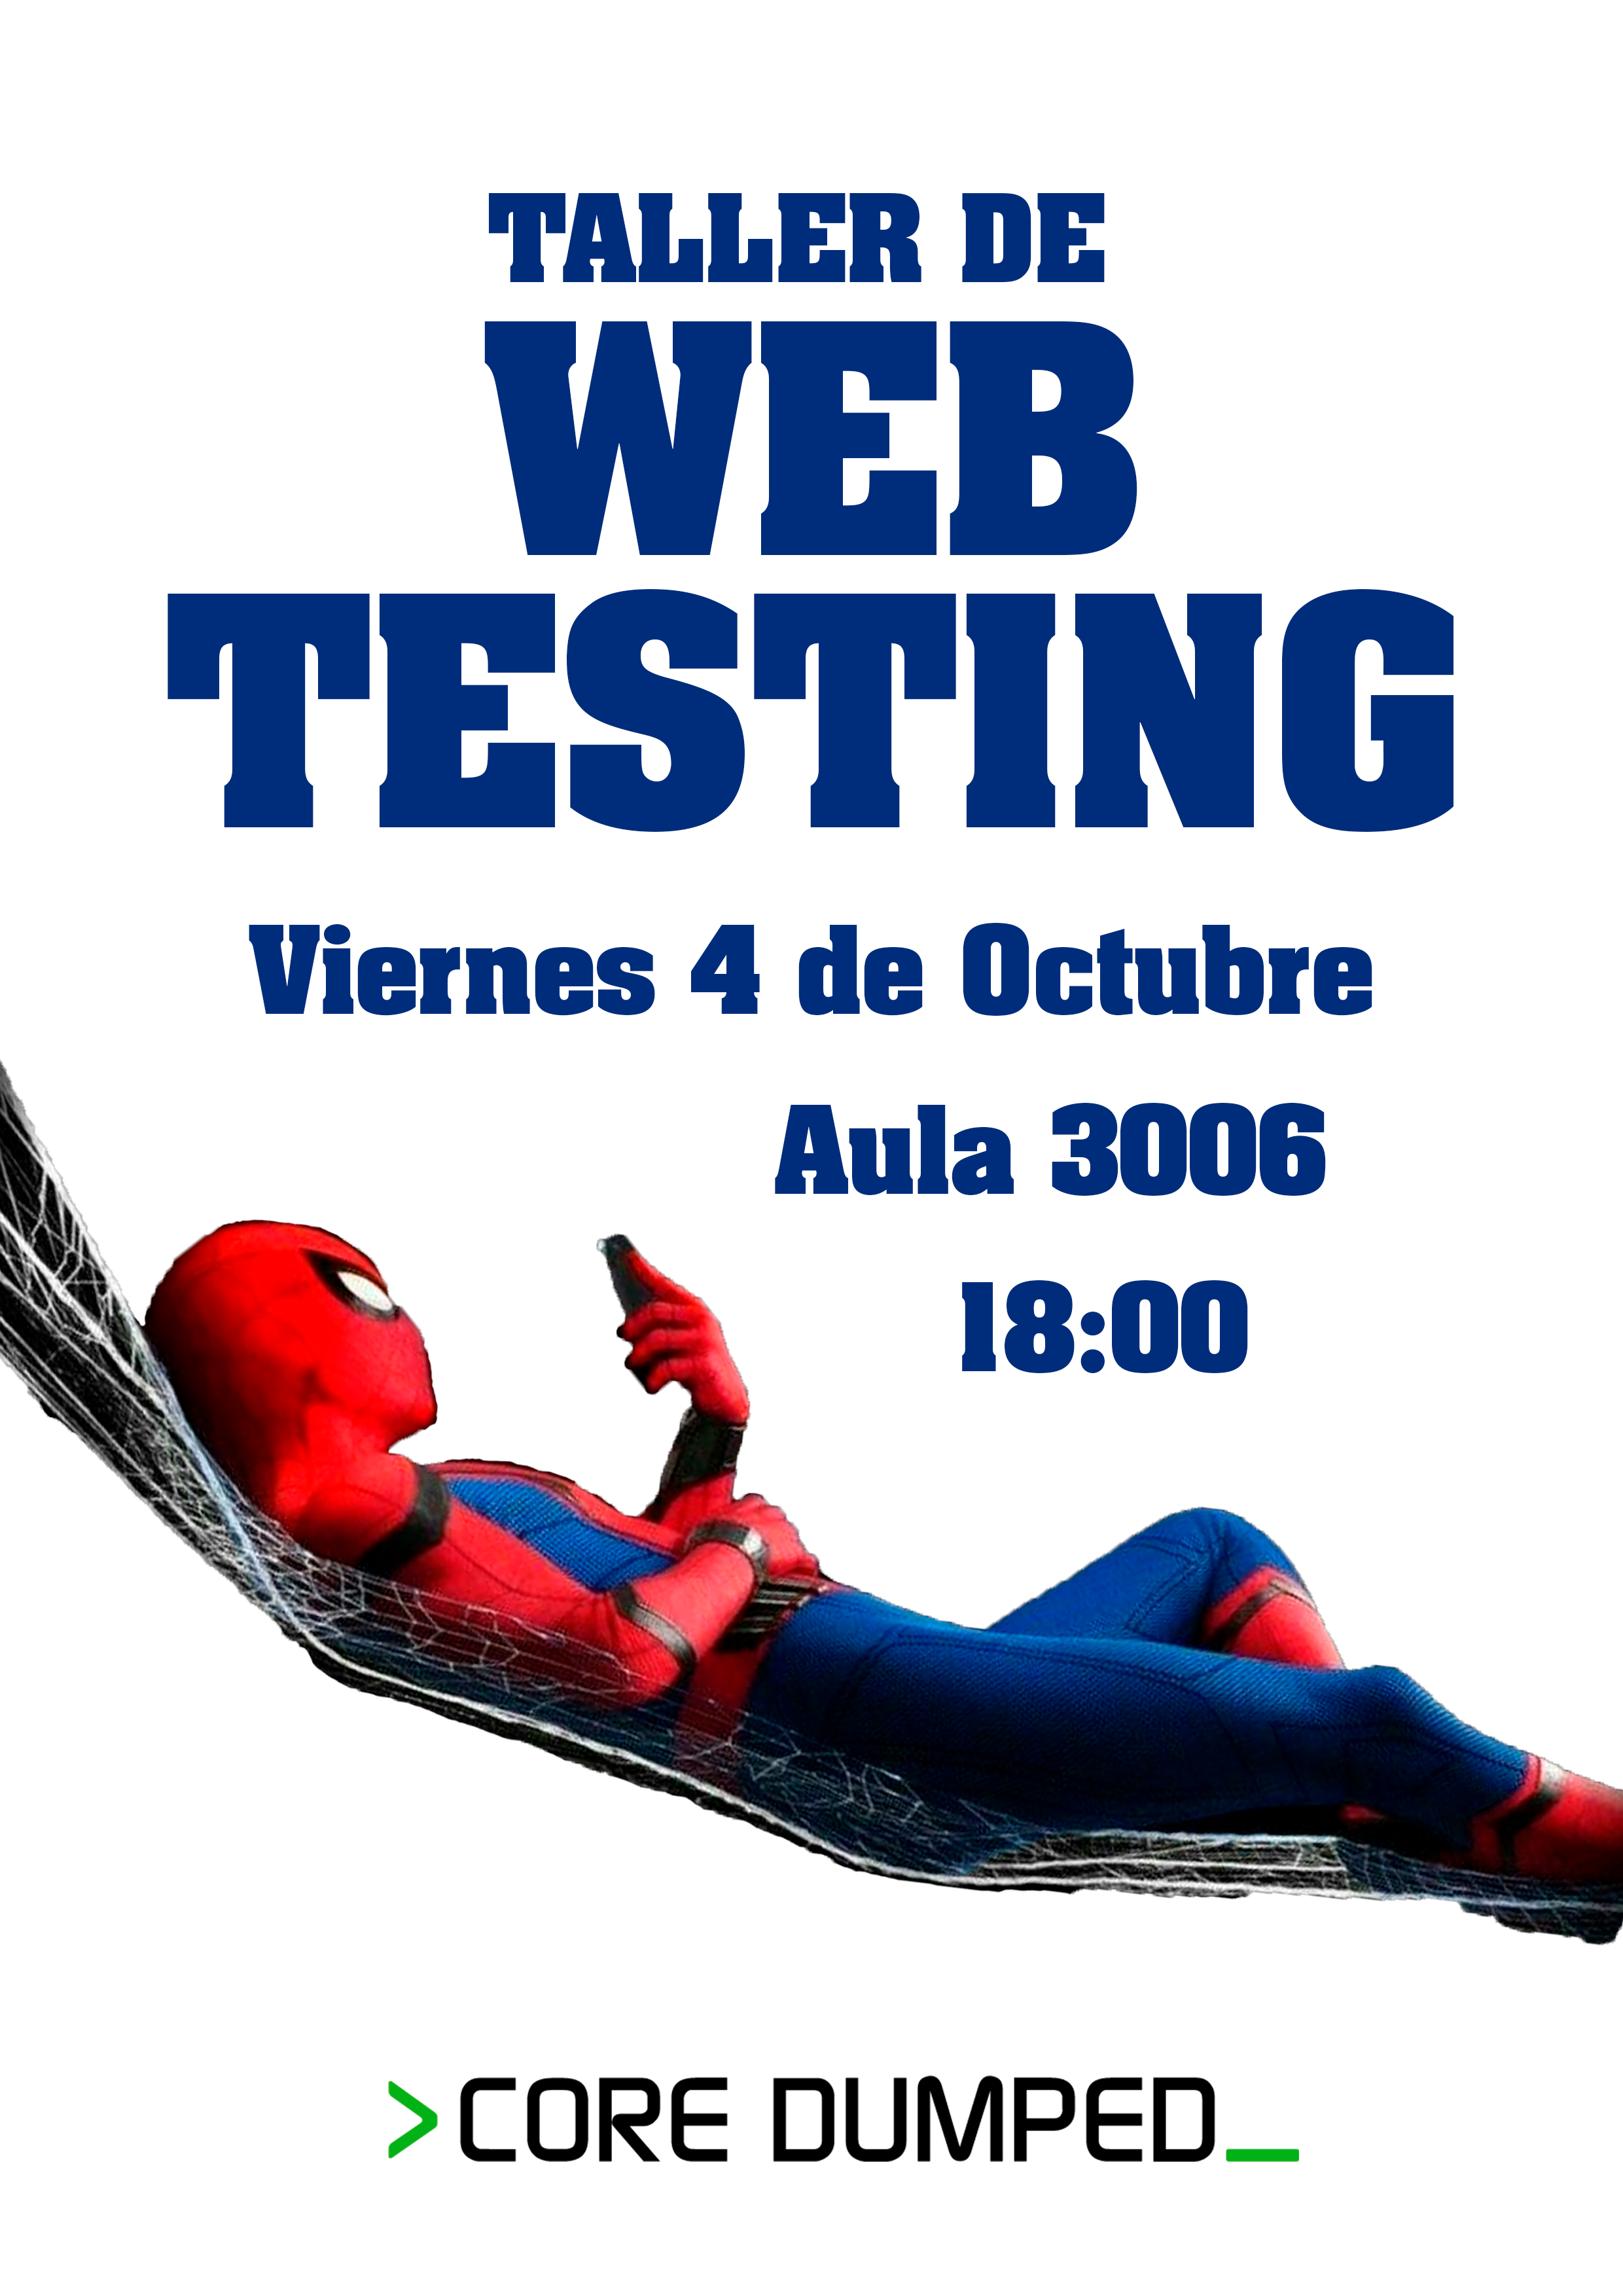 TALLER DE
WEB
TESTING
Viernes 4 de Octubre
Aula 3006
18:00
>CORE DUMPED_